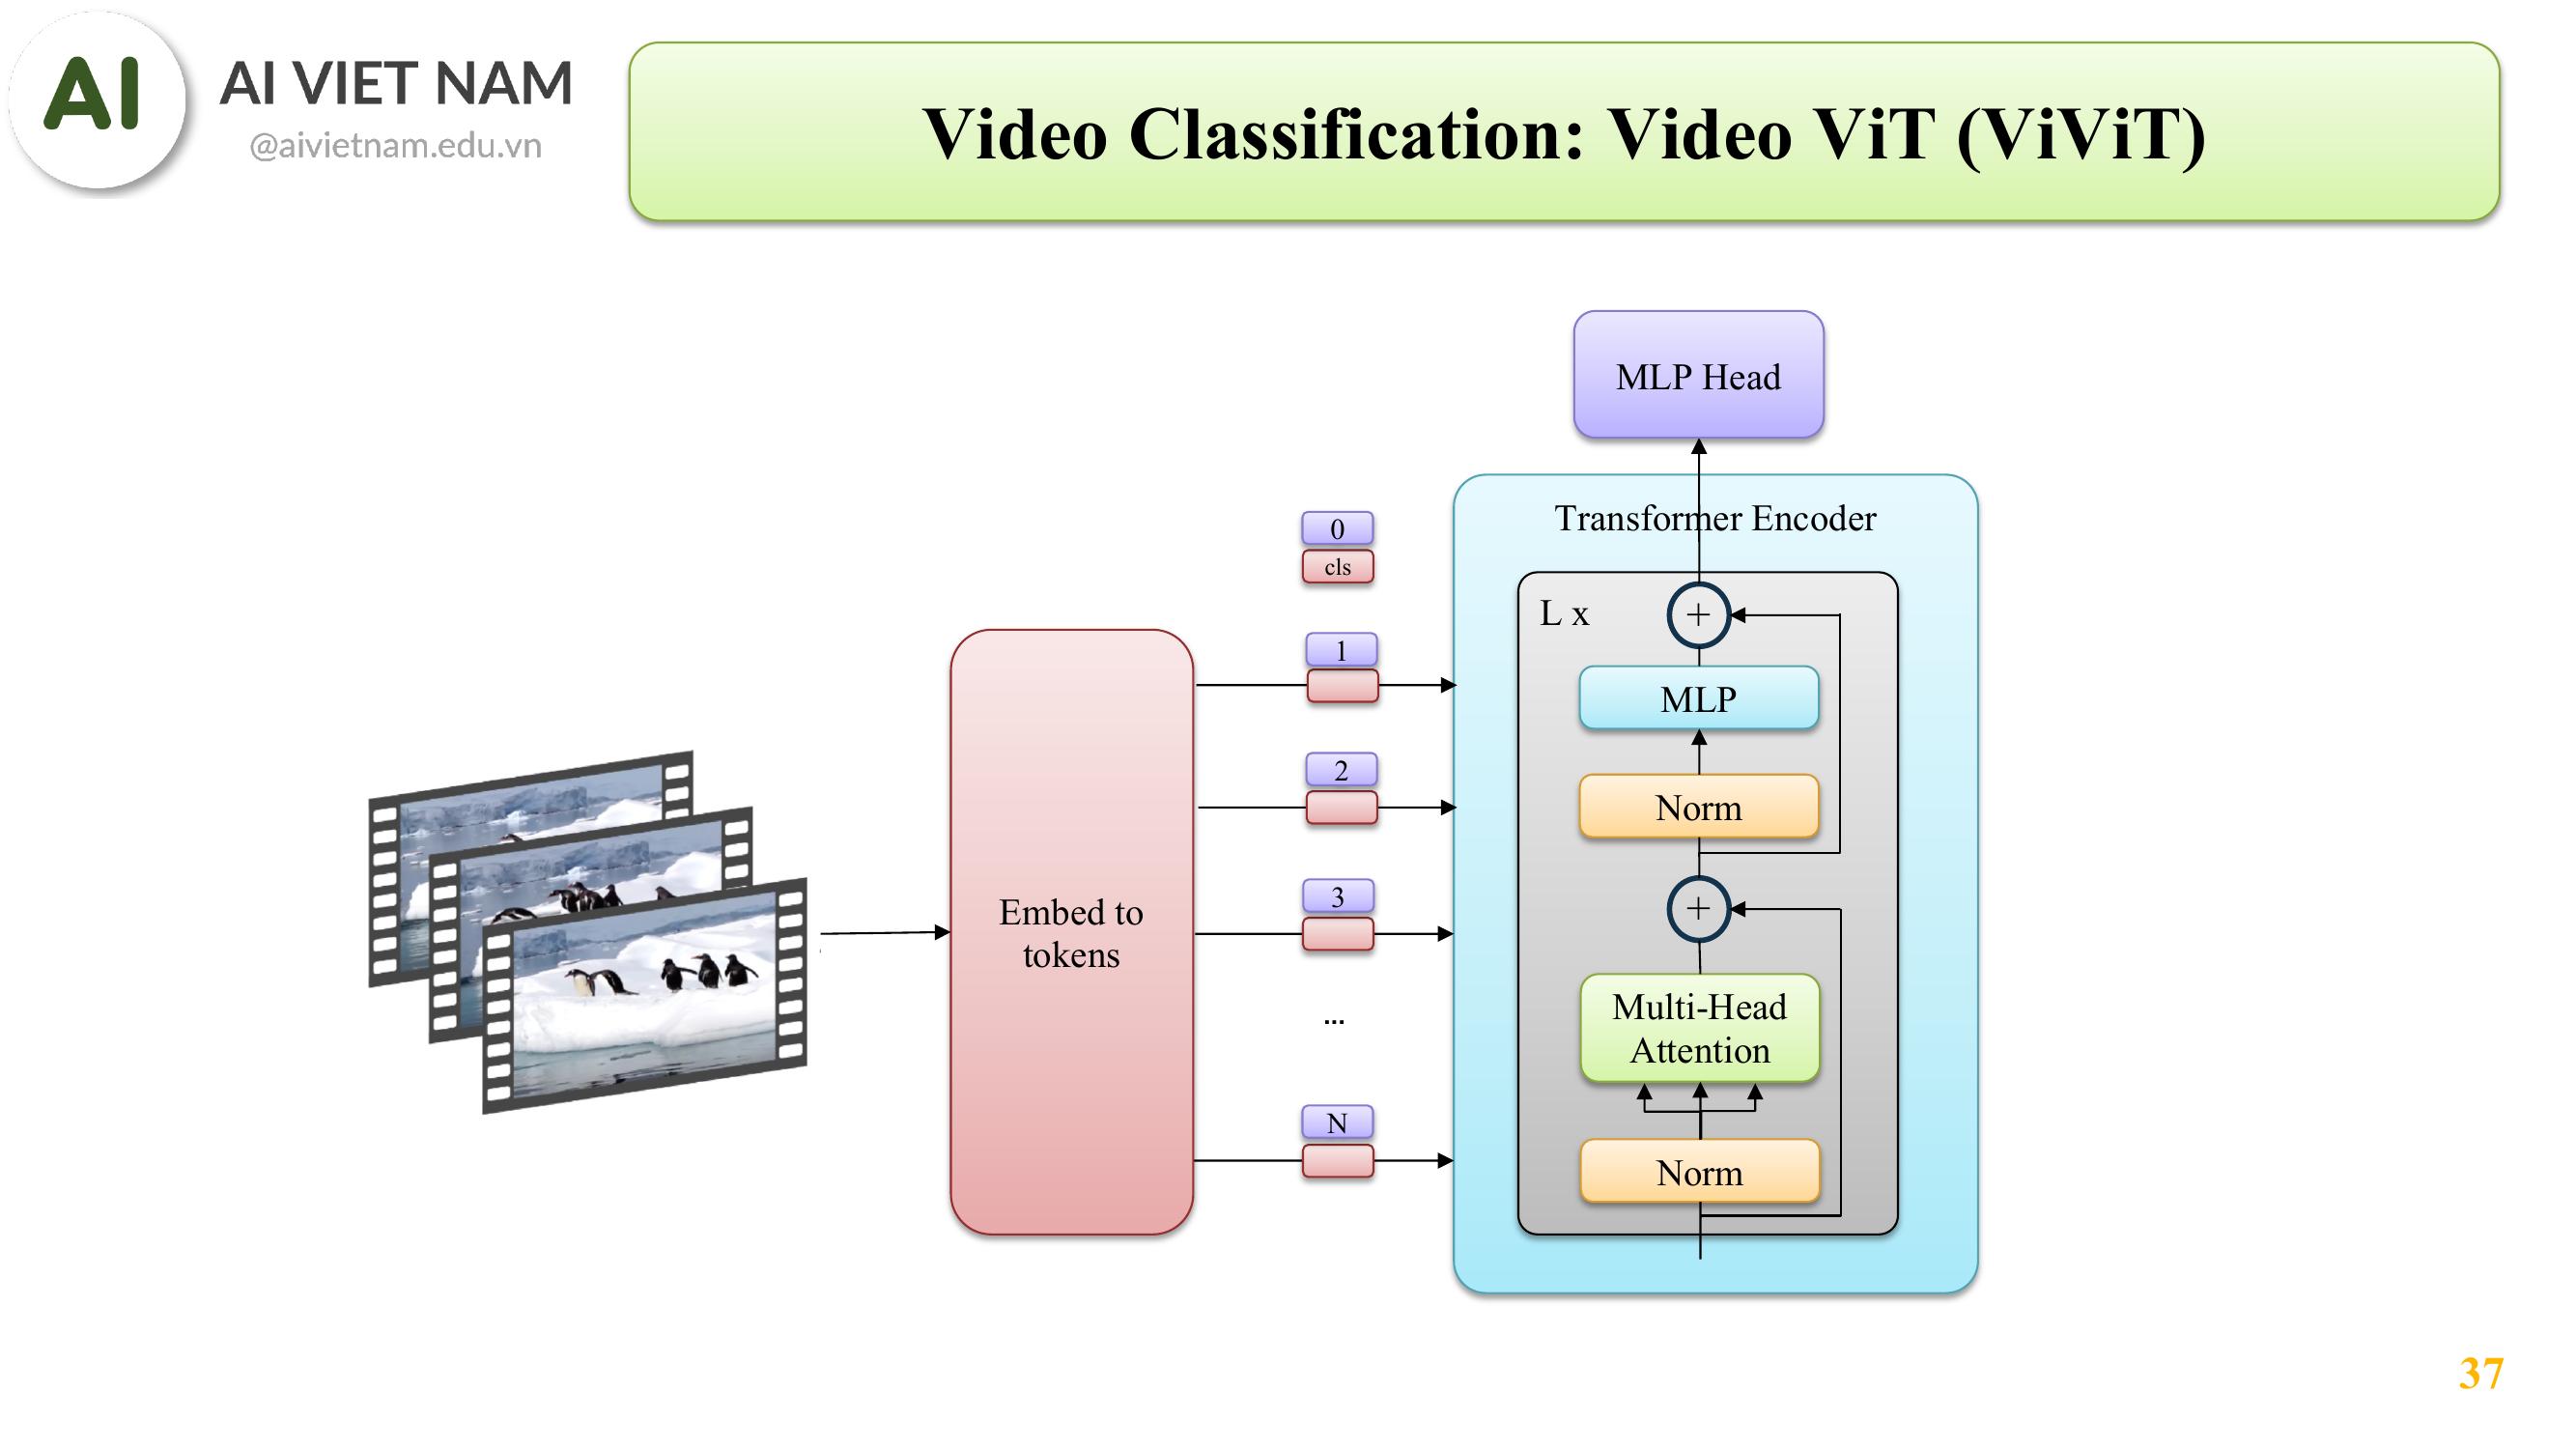 AI
AI VIET NAM
@aivietnam.edu.vn
Video Classification: Video ViT (ViViT)
MLP Head
Transformer Encoder
0
cls
L x
+
1
MLP
2
Norm
3
+
Embed to
tokens
Multi-Head
Attention
...
N
Norm
37